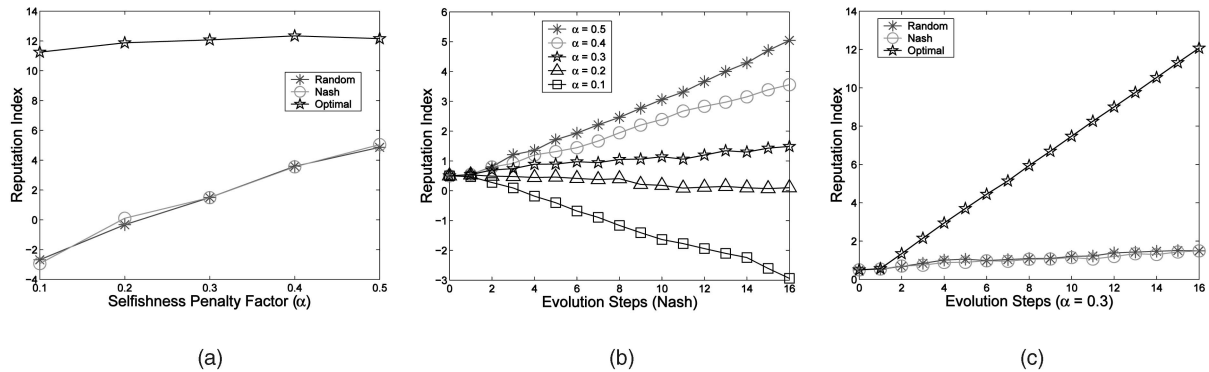 14
12
10
8
6
4
2
0
−2
−4
0.1
0.2
0.3
0.4
0.5
Reputation Index
Selfishness Penalty Factor (α)
Random
Nash
Optimal
(a)
6
5
4
3
2
1
0
−1
−2
−3
0
2
4
6
8
10
12
14
16
Reputation Index
Evolution Steps (Nash)
α = 0.5
α = 0.4
α = 0.3
α = 0.2
α = 0.1
(b)
14
12
10
8
6
4
2
0
0
2
4
6
8
10
12
14
16
Reputation Index
Evolution Steps (α = 0.3)
Random
Nash
Optimal
(c)